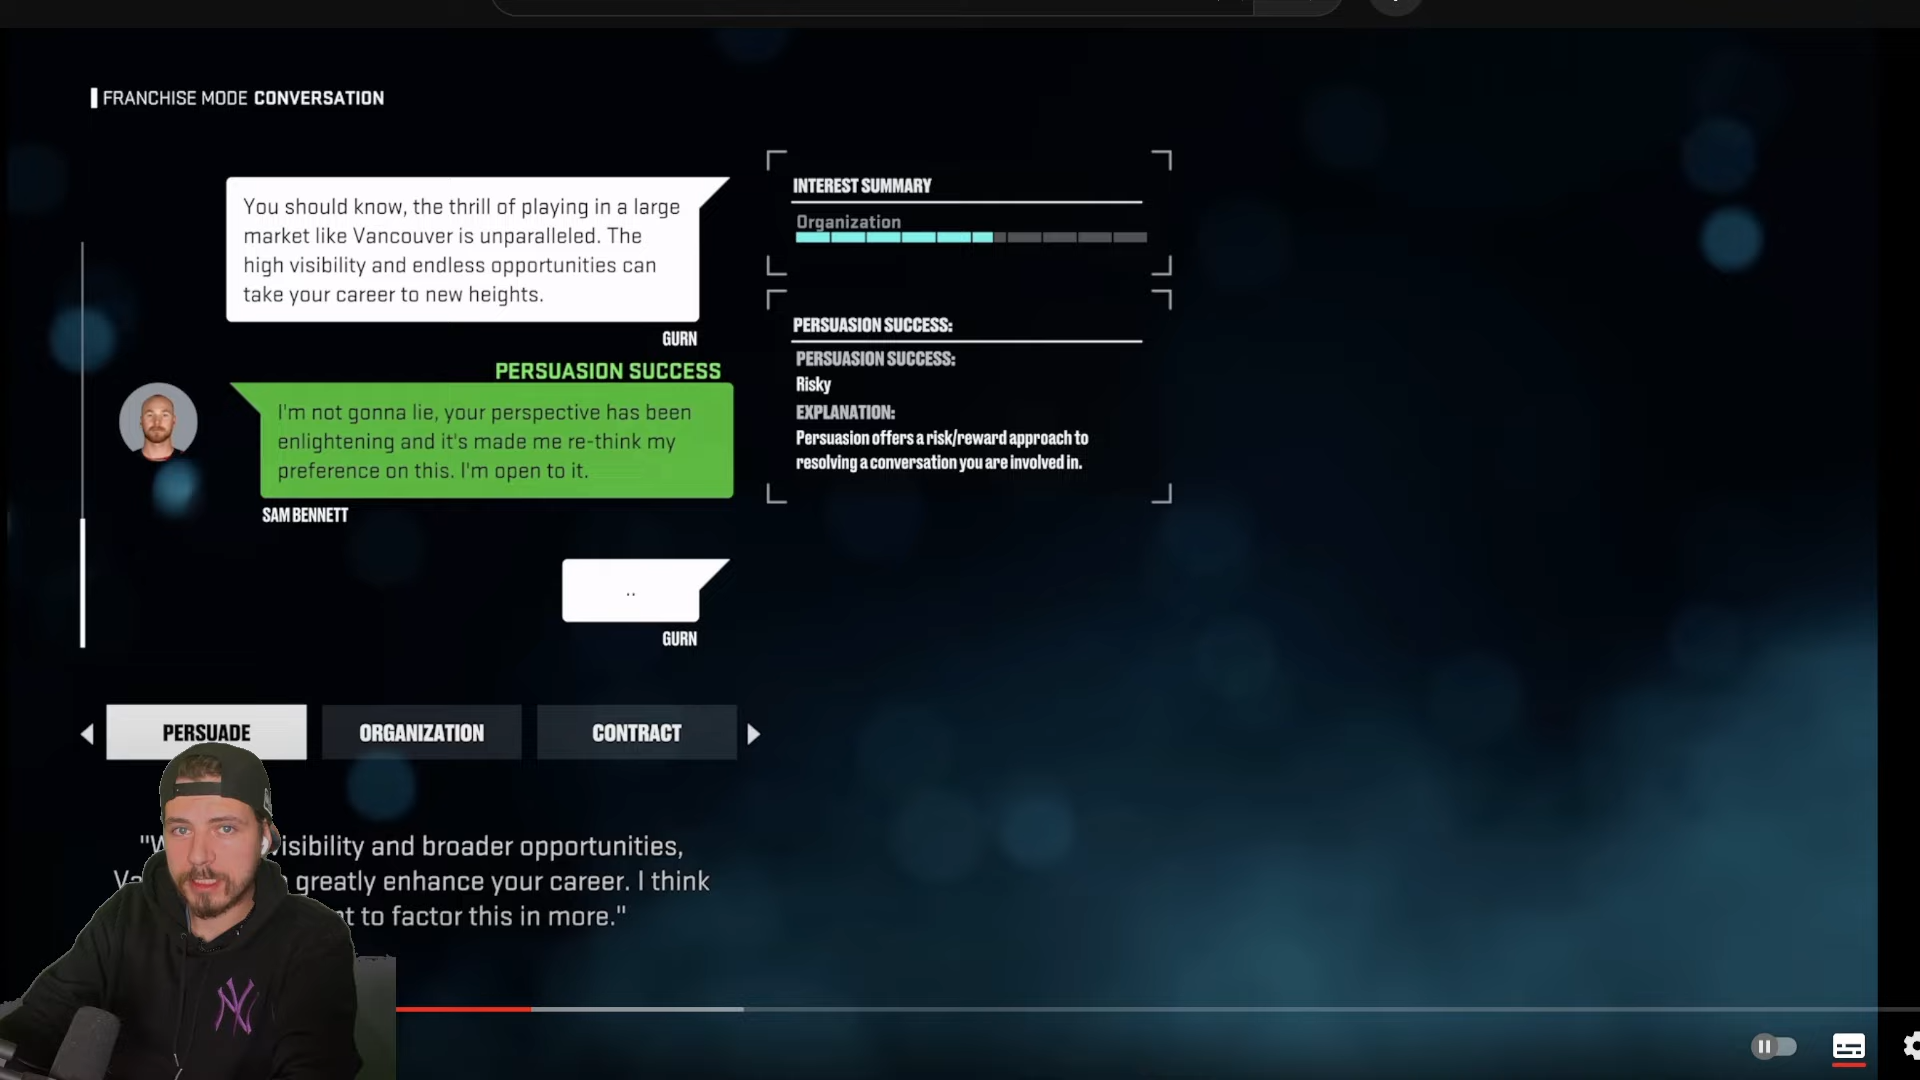 FRANCHISE MODE CONVERSATION
You should know, the thrill of playing in a large
market like Vancouver is unparalleled. The
high visibility and endless opportunities can
take your career to new heights.
GURN
PERSUASION SUCCESS
I'm not gonna lie, your perspective has been
enlightening and it's made me re-think my
preference on this. I'm open to it.
SAM BENNETT
..
GURN
INTEREST SUMMARY
Organization
PERSUASION SUCCESS:
PERSUASION SUCCESS:
Risky
EXPLANATION:
Persuasion offers a risk/reward approach to
resolving a conversation you are involved in.
PERSUADE
ORGANIZATION
CONTRACT
and broader opportunities,
greatly enhance your career. I think
to factor this in more."
NY